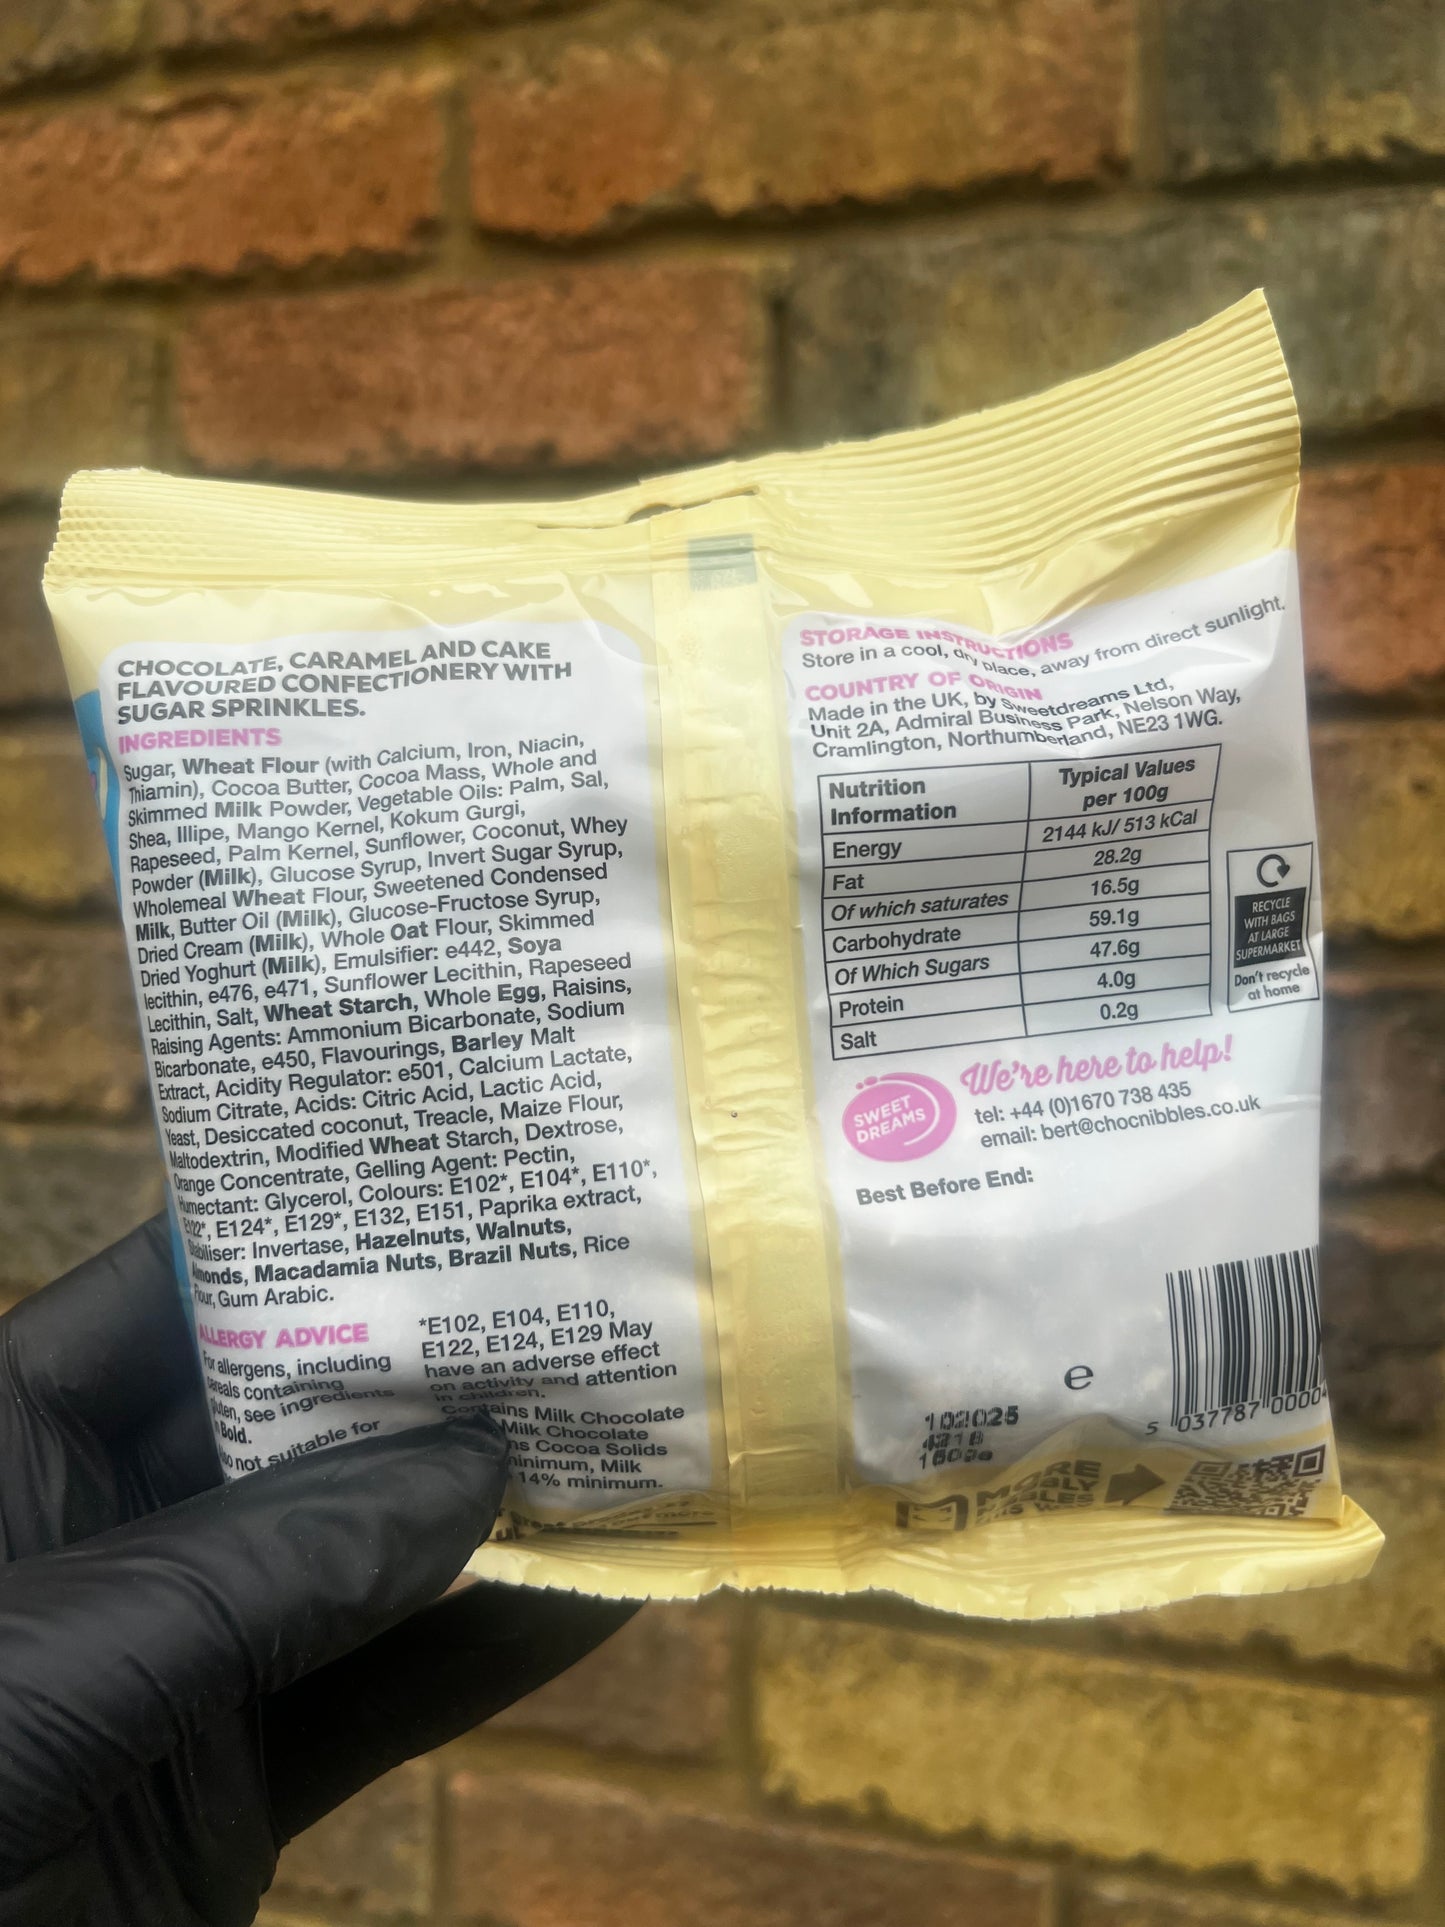 CHOCOLATE, CARAMEL AND CAKE
FLAVOURED CONFECTIONERY WITH
SUGAR SPRINKLES.
INGREDIENTS
Sugar, Wheat Flour (with Calcium, Iron, Niacin,
Thiamin), Cocoa Butter, Cocoa Mass, Whole and
Skimmed Milk Powder, Vegetable Oils: Palm, Sal,
Shea, Illipe, Mango Kernel, Kokum Gurgi,
Rapeseed, Palm Kernel, Sunflower, Coconut, Whey
Powder (Milk), Glucose Syrup, Invert Sugar Syrup,
Wholemeal Wheat Flour, Sweetened Condensed
Milk, Butter Oil (Milk), Glucose-Fructose Syrup,
Dried Cream (Milk), Whole Oat Flour, Skimmed
Dried Yoghurt (Milk), Emulsifier: e442, Soya
lecithin, e476, e471, Sunflower Lecithin, Rapeseed
Lecithin, Salt, Wheat Starch, Whole Egg, Raisins,
Raising Agents: Ammonium Bicarbonate, Sodium
Bicarbonate, e450, Flavourings, Barley Malt
Extract, Acidity Regulator: e501, Calcium Lactate,
Sodium Citrate, Acids: Citric Acid, Lactic Acid,
Yeast, Desiccated coconut, Treacle, Maize Flour,
Maltodextrin, Modified Wheat Starch, Dextrose,
Orange Concentrate, Gelling Agent: Pectin,
Humectant: Glycerol, Colours: E102*, E104*, E110*,
E122*, E124*, E129*, E132, E151, Paprika extract,
Stabiliser: Invertase, Hazelnuts, Walnuts,
Almonds, Macadamia Nuts, Brazil Nuts, Rice
Flour, Gum Arabic.
ALLERGY ADVICE
For allergens, including
cereals containing
gluten, see ingredients
in Bold.
Also not suitable for
*E102, E104, E110,
E122, E124, E129 May
have an adverse effect
on activity and attention
in children.
Contains Milk Chocolate
Milk Chocolate
Cocoa Solids
minimum, Milk
14% minimum.
STORAGE INSTRUCTIONS
Store in a cool, dry place, away from direct sunlight.
COUNTRY OF ORIGIN
Made in the UK, by Sweetdreams Ltd,
Unit 2A, Admiral Business Park, Nelson Way,
Cramlington, Northumberland, NE23 1WG.
Nutrition Information Typical Values per 100g
Energy 2144 kJ/ 513 kCal
Fat 28.2g
Of which saturates 16.5g
Carbohydrate 59.1g
Of Which Sugars 47.6g
Protein 4.0g
Salt 0.2g
RECYCLE
WITH BAGS
AT LARGE
SUPERMARKET
Don't recycle
at home
SWEET
DREAMS
We're here to help!
tel: +44 (0)1670 738 435
email: bert@chocnibbles.co.uk
Best Before End:
e
102025
5 037787 0000